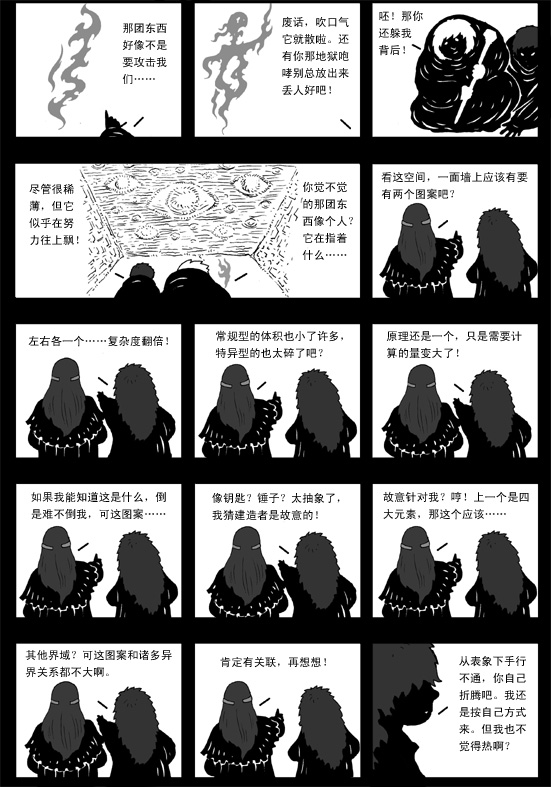 那团东西
好像不是
要攻击我
们……
废话，吹口气
它就散啦。还
有你那地狱咆
哮别总放出来
丢人好吧！
呸！那你
还躲我
背后！
尽管很稀
薄，但它
似乎在努
力往上飘！
你觉不觉
的那团东
西像个人？
它在指着
什么……
看这空间，一面墙上应该有要
有两个图案吧？
左右各一个……复杂度翻倍！
常规型的体积也小了许多，
特异型的也太碎了吧？
原理还是一个，只是需要计
算的量变大了！
如果我能知道这是什么，倒
是难不倒我，可这图案……
像钥匙？锤子？太抽象了，
我猜建造者是故意的！
故意针对我？哼！上一个是四
大元素，那这个应该……
其他界域？可这图案和诸多异
界关系都不大啊。
肯定有关联，再想想！
从表象下手行
不通，你自己
折腾吧。我还
是按自己方式
来。但我也不
觉得热啊？